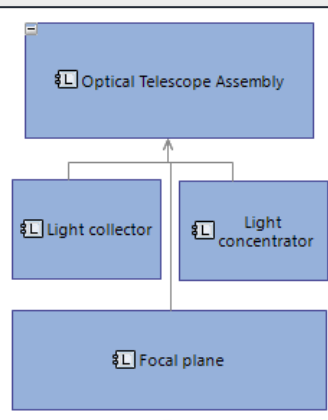 L Optical Telescope Assembly
L Light collector
L Light
concentrator
L Focal plane